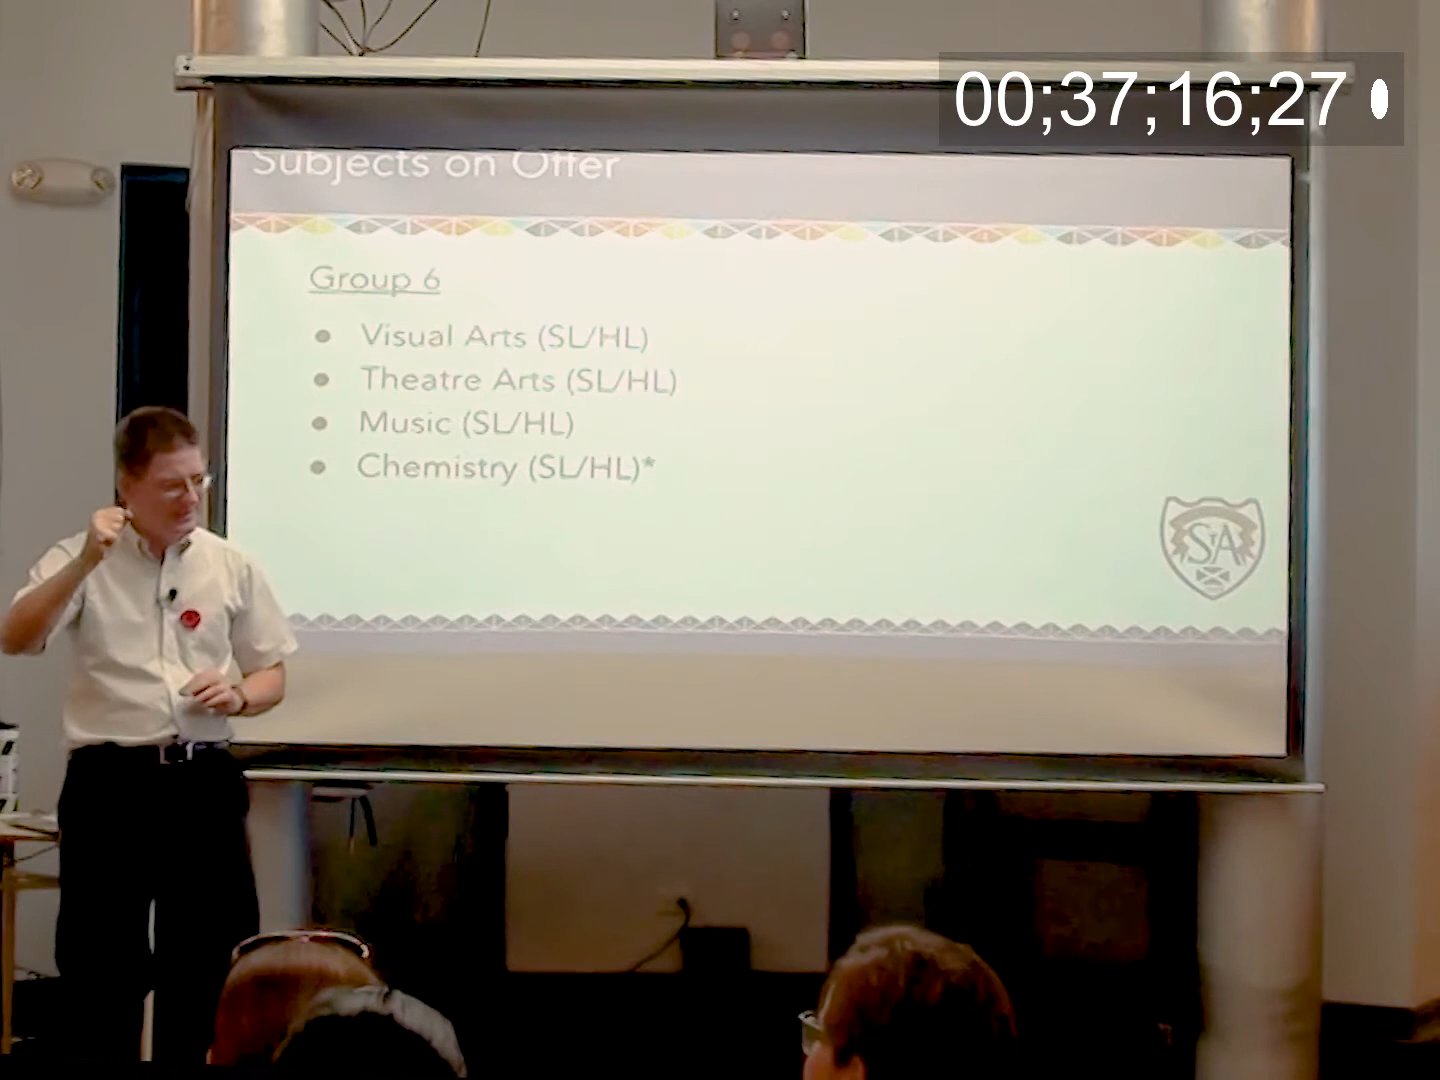 00;37;16;27
Subjects on Offer
Group 6
● Visual Arts (SL/HL)
● Theatre Arts (SL/HL)
● Music (SL/HL)
● Chemistry (SL/HL)*
STA